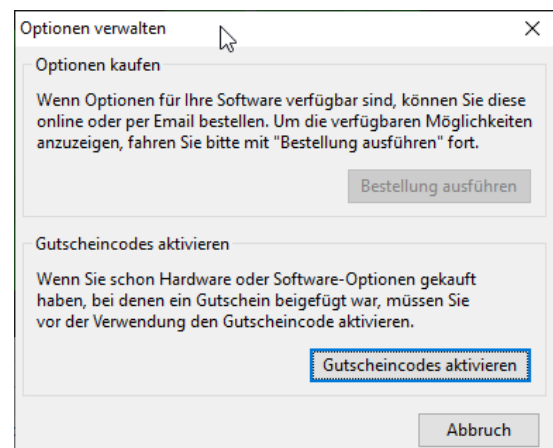 Optionen verwalten
Optionen kaufen
Wenn Optionen für Ihre Software verfügbar sind, können Sie diese
online oder per Email bestellen. Um die verfügbaren Möglichkeiten
anzuzeigen, fahren Sie bitte mit "Bestellung ausführen" fort.
Bestellung ausführen
Gutscheincodes aktivieren
Wenn Sie schon Hardware oder Software-Optionen gekauft
haben, bei denen ein Gutschein beigefügt war, müssen Sie
vor der Verwendung den Gutscheincode aktivieren.
Gutscheincodes aktivieren
Abbruch